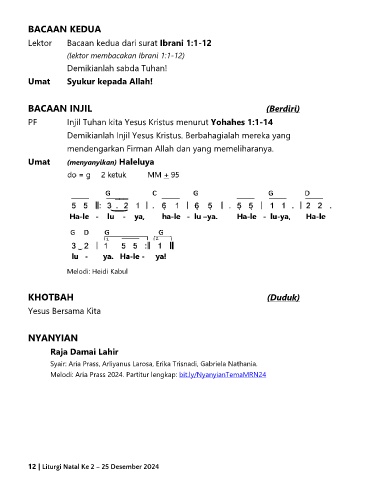 BACAAN KEDUA
Lektor Bacaan kedua dari surat Ibrani 1:1-12
(lektor membacakan Ibrani 1:1-12)
Demikianlah sabda Tuhan!
Umat Syukur kepada Allah!
BACAAN INJIL (Berdiri)
PF Injil Tuhan kita Yesus Kristus menurut Yohahes 1:1-14
Demikianlah Injil Yesus Kristus. Berbahagialah mereka yang
mendengarkan Firman Allah dan yang memeliharanya.
Umat (menyanyikan) Haleluya
do = g 2 ketuk MM ± 95
G C G G D
5 5 ||: 3 . 2 1 | . 6 1 | 6 5 | . 5 5 | 1 1 . | 2 2 .
Ha-le - lu - ya, ha-le - lu -ya. Ha-le - lu-ya, Ha-le
G D G G
3 . 2 | 1 5 5 :|| 1 ||
lu - ya. Ha-le - ya!
Melodi: Heidi Kabul
KHOTBAH (Duduk)
Yesus Bersama Kita
NYANYIAN
Raja Damai Lahir
Syair: Aria Prass, Arliyanus Larosa, Erika Trisnadi, Gabriela Nathania.
Melodi: Aria Prass 2024. Partitur lengkap: bit.ly/NyanyianTemaMRN24
12 | Liturgi Natal Ke 2 – 25 Desember 2024